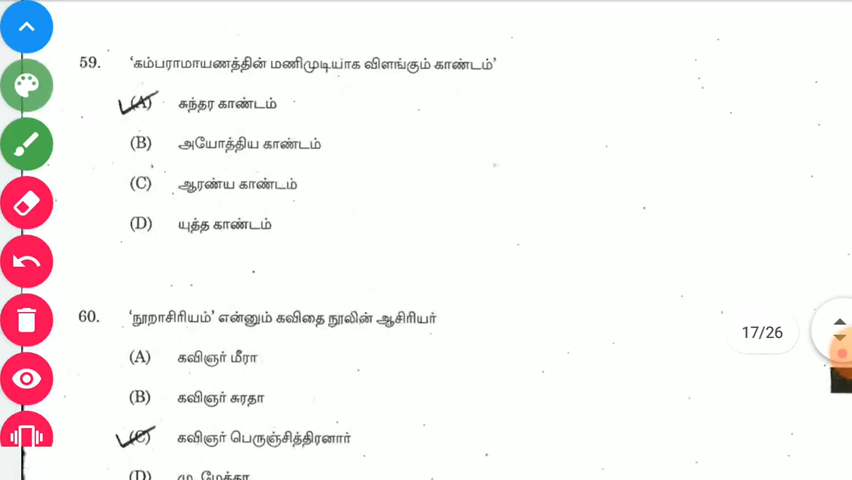 59. 'கம்பராமாயணத்தின் மணிமுடியாக விளங்கும் காண்டம்'
(A) சுந்தர காண்டம்
(B) அயோத்திய காண்டம்
(C) ஆரண்ய காண்டம்
(D) யுத்த காண்டம்
60. 'நூறாசிரியம்' என்னும் கவிதை நூலின் ஆசிரியர்
17/26
(A) கவிஞர் மீரா
(B) கவிஞர் சுரதா
(C) கவிஞர் பெருஞ்சித்திரனார்
(D) மு. மேத்தா